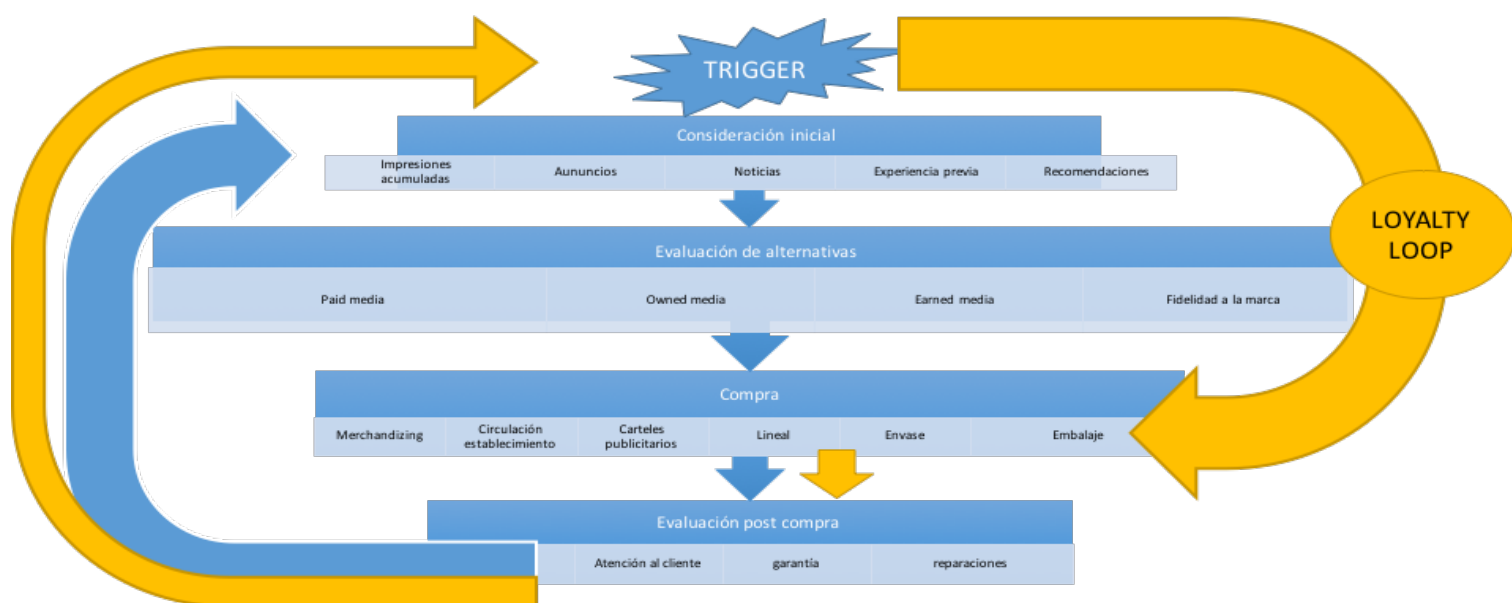 TRIGGER
Consideración inicial
Impresiones
acumuladas
Aununcios
Noticias
Experiencia previa
Recomendaciones
LOYALTY
LOOP
Evaluación de alternativas
Paid media
Owned media
Earned media
Fidelidad a la marca
Compra
Merchandizing
Circulación
establecimiento
Carteles
publicitarios
Lineal
Envase
Embalaje
Evaluación post compra
Atención al cliente
garantía
reparaciones